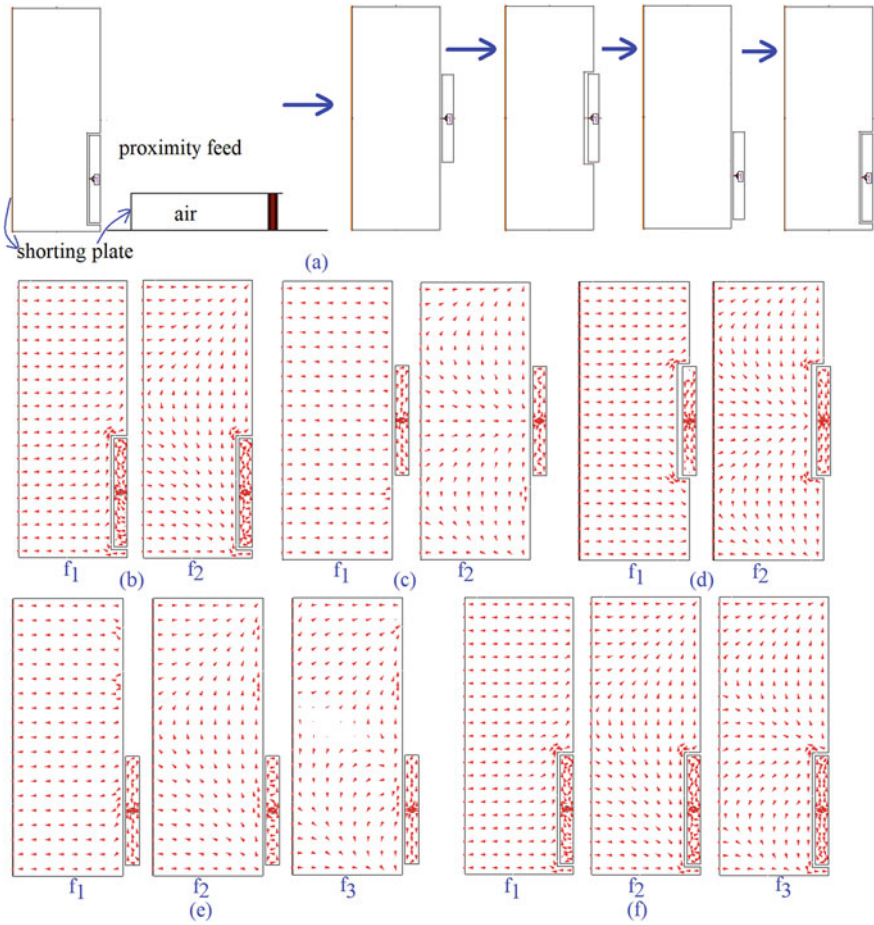 proximity feed
air
shorting plate
(a)
f1
f2
(b)
f1
f2
(c)
f1
f2
(d)
f1
f2
f3
(e)
f1
f2
f3
(f)